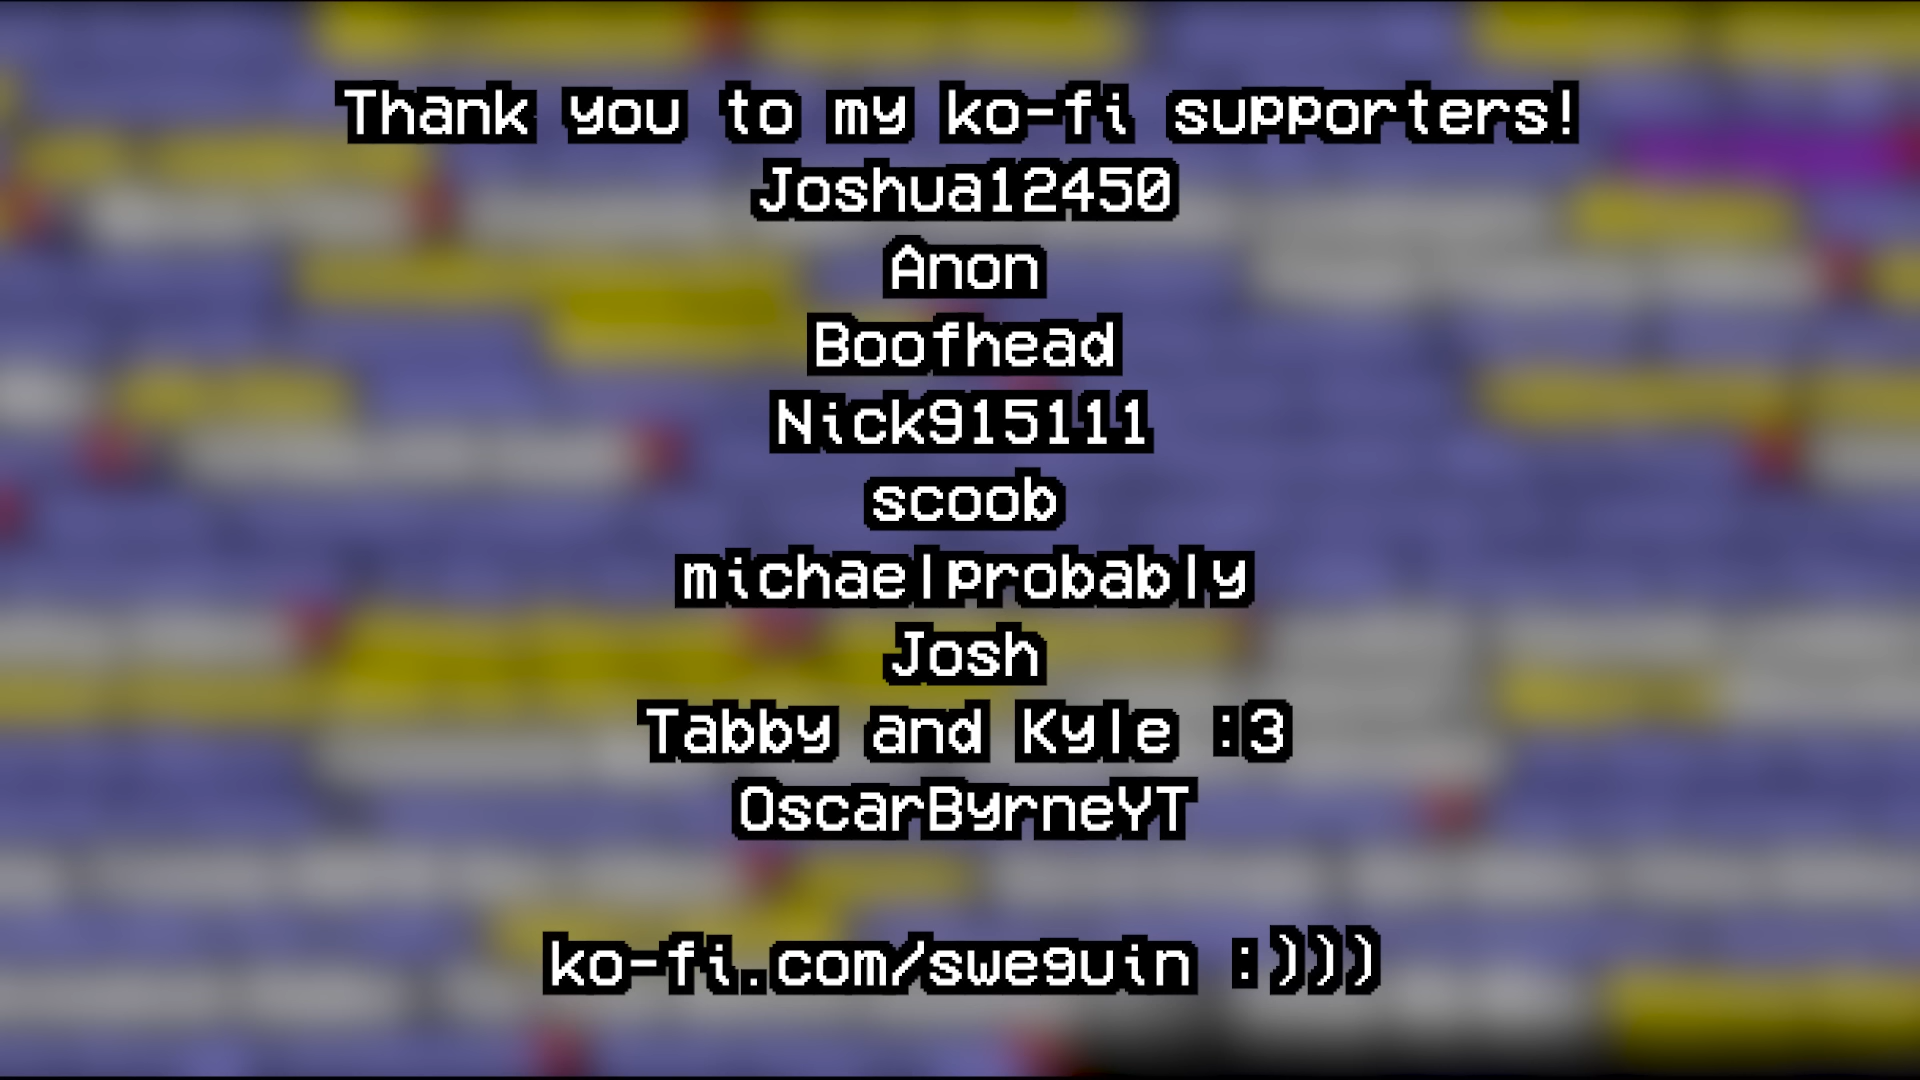 Thank you to my ko-fi supporters!
Joshua12450
Anon
Boofhead
Nick915111
scoob
michaelprobably
Josh
Tabby and Kyle :3
OscarByrneYT
ko-fi.com/sweguin :)))